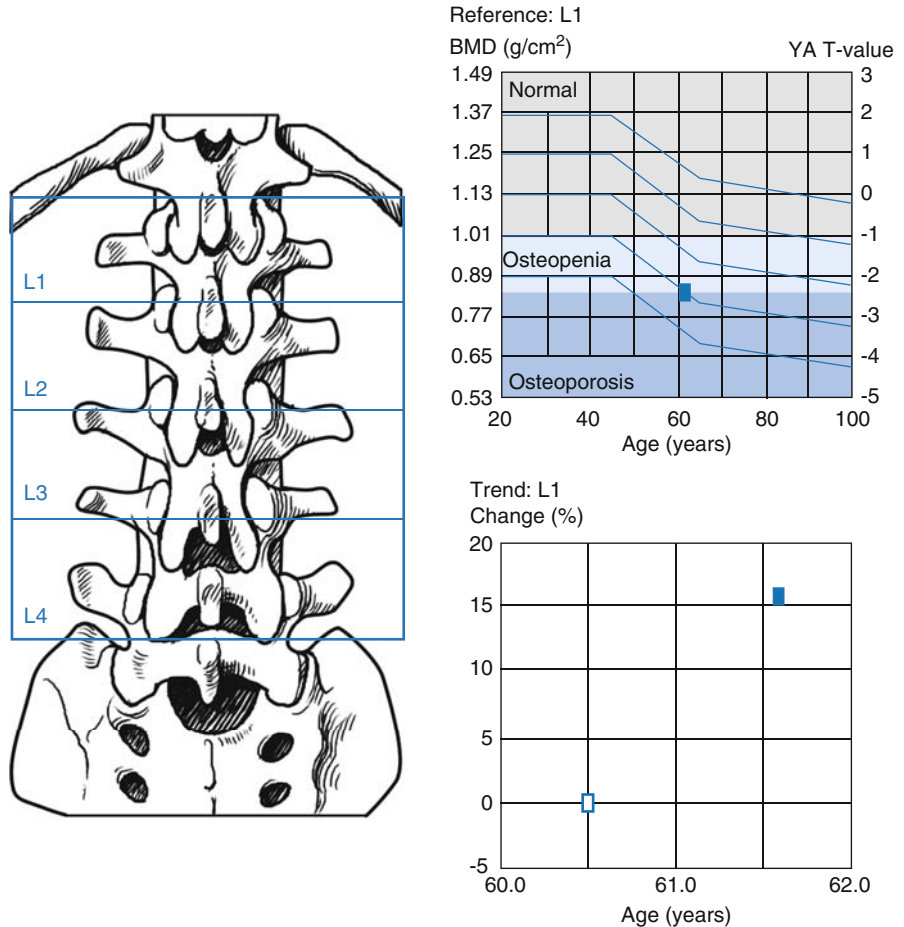 L1
L2
L3
L4
Reference: L1
BMD (g/cm²) YA T-value
1.49 3
Normal
1.37 2
1.25 1
1.13 0
1.01 -1
Osteopenia
0.89 -2
0.77 -3
0.65 -4
Osteoporosis
0.53 -5
20 40 60 80 100
Age (years)
Trend: L1
Change (%)
20
15
10
5
0
-5
60.0 61.0 62.0
Age (years)